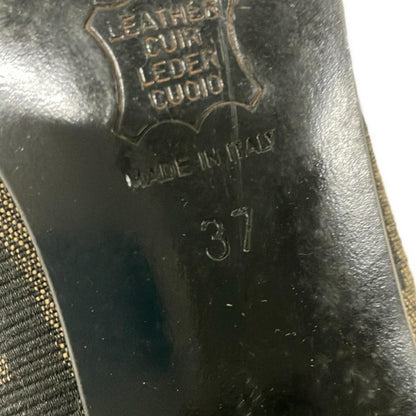 LEATHER
CUIR
LEDER
CUOIO
MADE IN ITALY
37